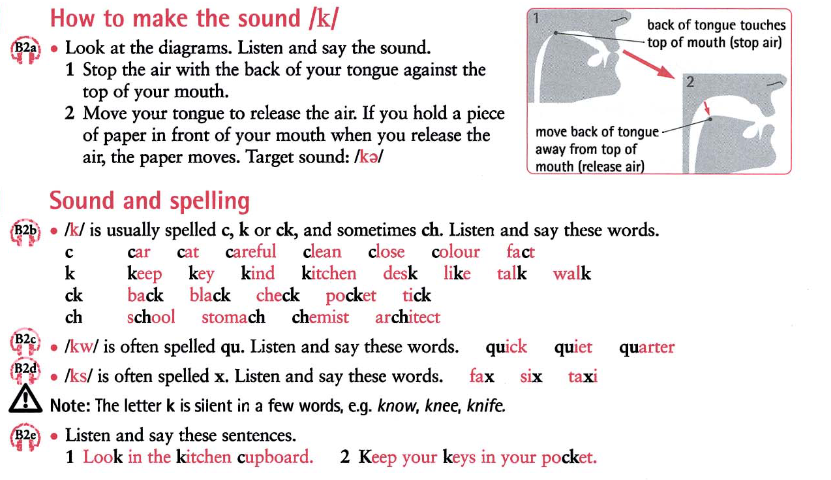 How to make the sound /k/
B2a • Look at the diagrams. Listen and say the sound.
1 Stop the air with the back of your tongue against the
top of your mouth.
2 Move your tongue to release the air. If you hold a piece
of paper in front of your mouth when you release the
air, the paper moves. Target sound: /kə/
1
back of tongue touches
top of mouth (stop air)
2
move back of tongue
away from top of
mouth (release air)
Sound and spelling
B2b • /k/ is usually spelled c, k or ck, and sometimes ch. Listen and say these words.
c car cat careful clean close colour fact
k keep key kind kitchen desk like talk walk
ck back black check pocket tick
ch school stomach chemist architect
B2c • /kw/ is often spelled qu. Listen and say these words. quick quiet quarter
B2d • /ks/ is often spelled x. Listen and say these words. fax six taxi
Note: The letter k is silent in a few words, e.g. know, knee, knife.
B2e • Listen and say these sentences.
1 Look in the kitchen cupboard. 2 Keep your keys in your pocket.